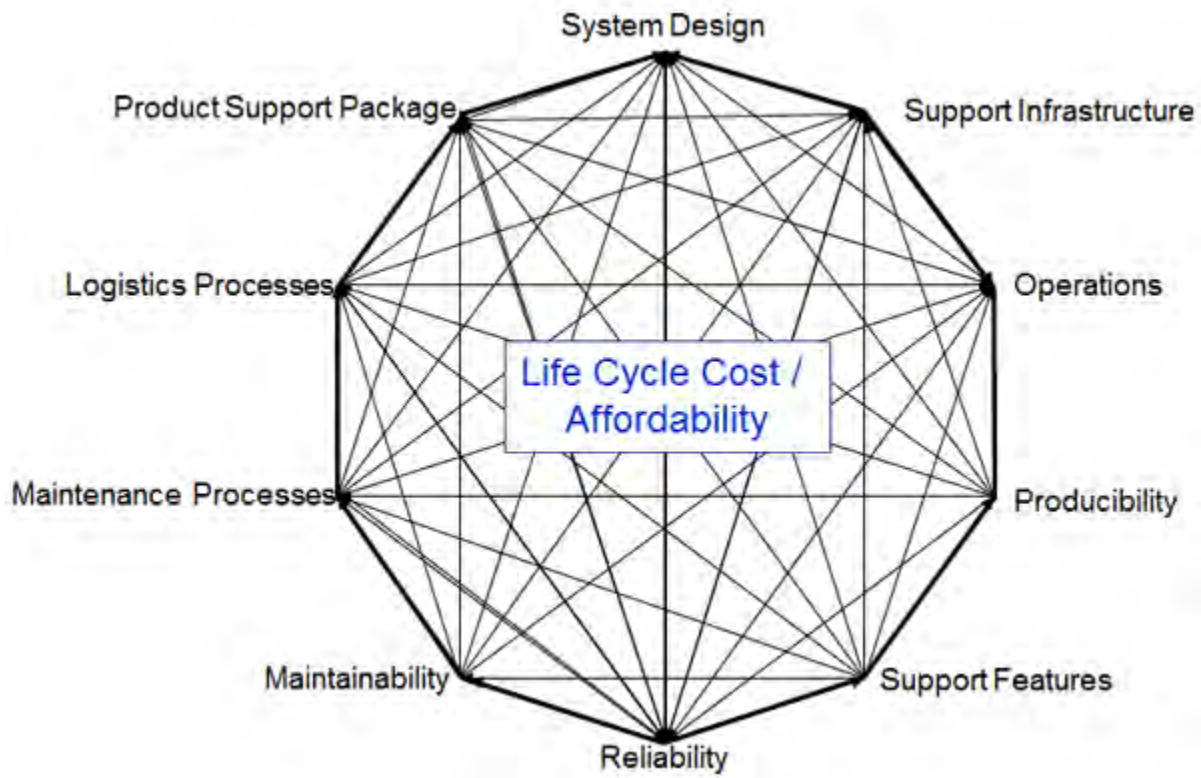 System Design
Product Support Package
Support Infrastructure
Logistics Processes
Operations
Life Cycle Cost /
Affordability
Maintenance Processes
Producibility
Maintainability
Support Features
Reliability